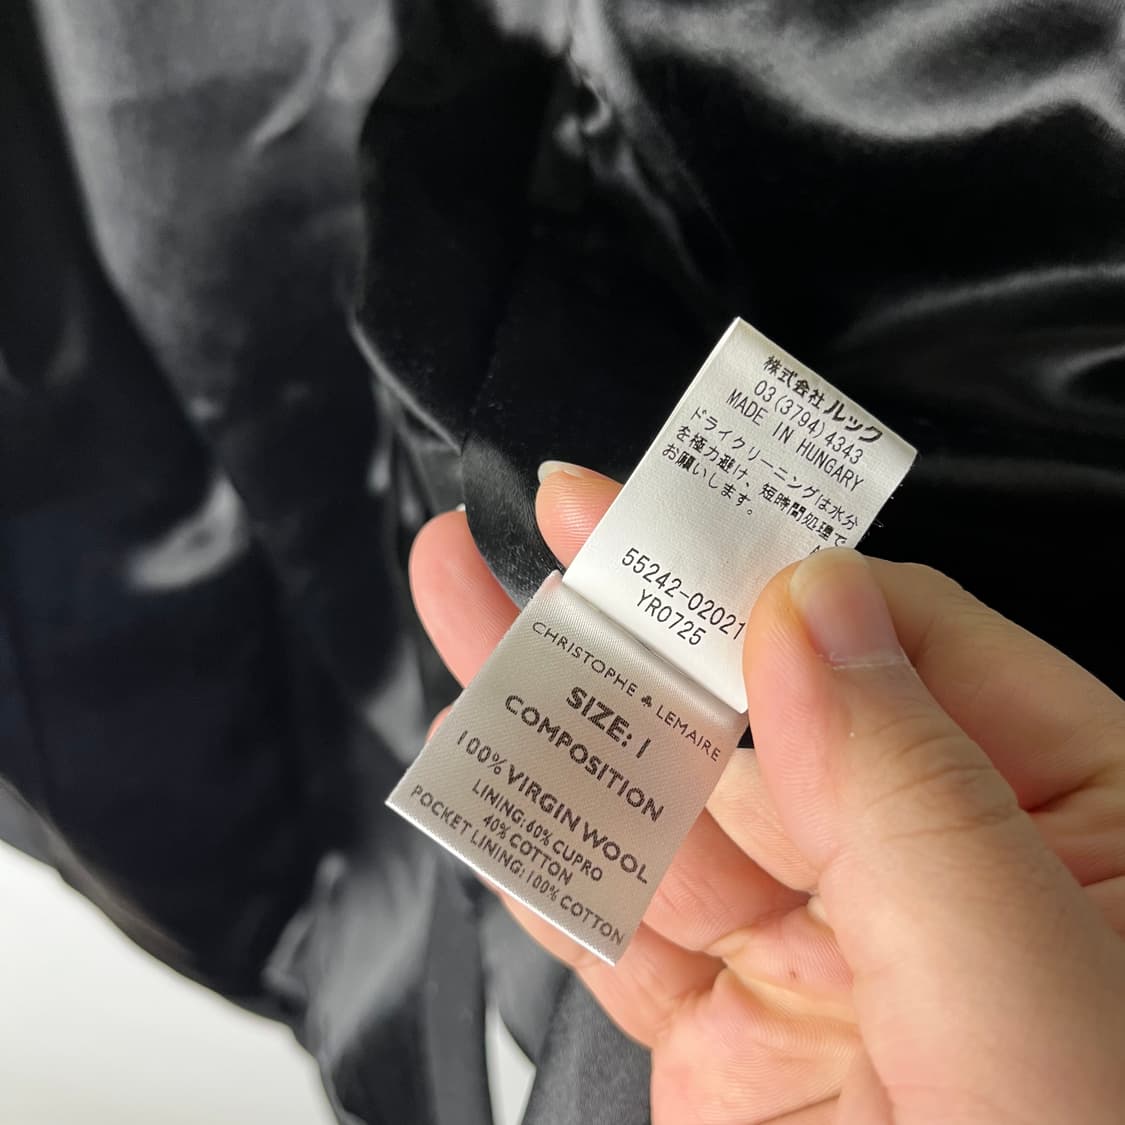 株式会社ルック
03(3794)4343
MADE IN HUNGARY
ドライクリーニングは水分
を極力避け、短時間処理で
お願いします。
55242-02021
YR0725
CHRISTOPHE ♣ LEMAIRE
SIZE: 1
COMPOSITION
100% VIRGIN WOOL
LINING:60% CUPRO
40% COTTON
POCKET LINING:100% COTTON